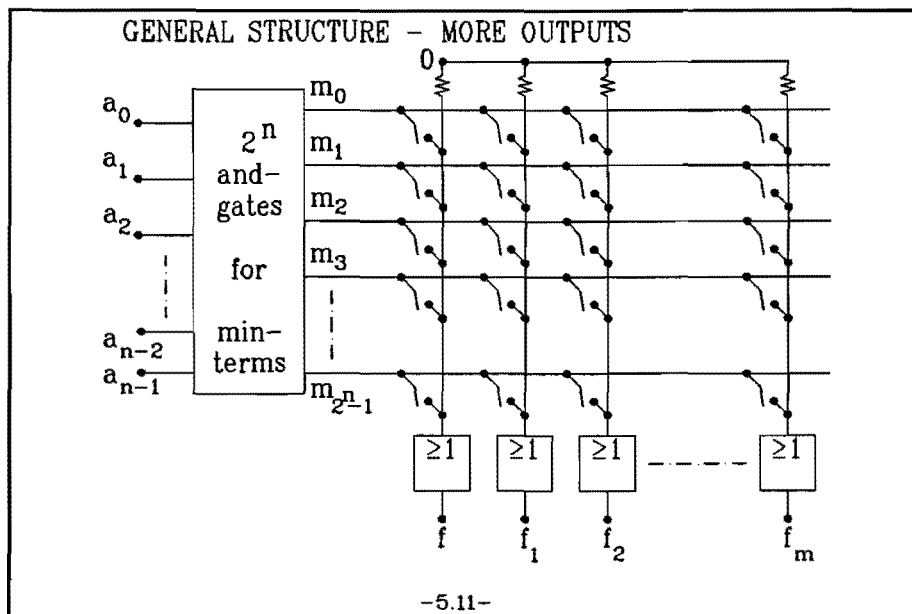 GENERAL STRUCTURE - MORE OUTPUTS
0
a0
a1
a2
an-2
an-1
2n
and-
gates
for
min-
terms
m0
m1
m2
m3
m2n-1
≥1 ≥1 ≥1 ≥1
f f1 f2 fm
-5.11-